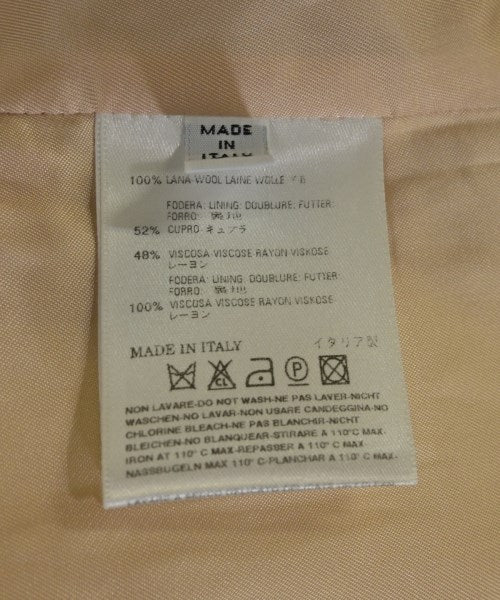 MADE
IN
ITALY
100% LANA-WOOL LAINE WOLLE 羊毛
FODERA: LINING: DOUBLURE: FUTTER:
FORRO: 裏地
52% CUPRO-キュプラ
48% VISCOSA-VISCOSE RAYON-VISKOSE
レーヨン
FODERA: LINING: DOUBLURE: FUTTER:
FORRO: 裏地
100% VISCOSA-VISCOSE RAYON-VISKOSE
レーヨン
MADE IN ITALY イタリア製
CL P
NON LAVARE-DO NOT WASH-NE PAS LAVER-NICHT
WASCHEN-NO LAVAR-NON USARE CANDEGGINA-NO
CHLORINE BLEACH-NE PAS BLANCHIR-NICHT
BLEICHEN-NO BLANQUEAR-STIRARE A 110°C MAX-
IRON AT 110°C MAX-REPASSER A 110°C MAX-
NASSBUGELN MAX 110°C-PLANCHAR A 110°C MAX-